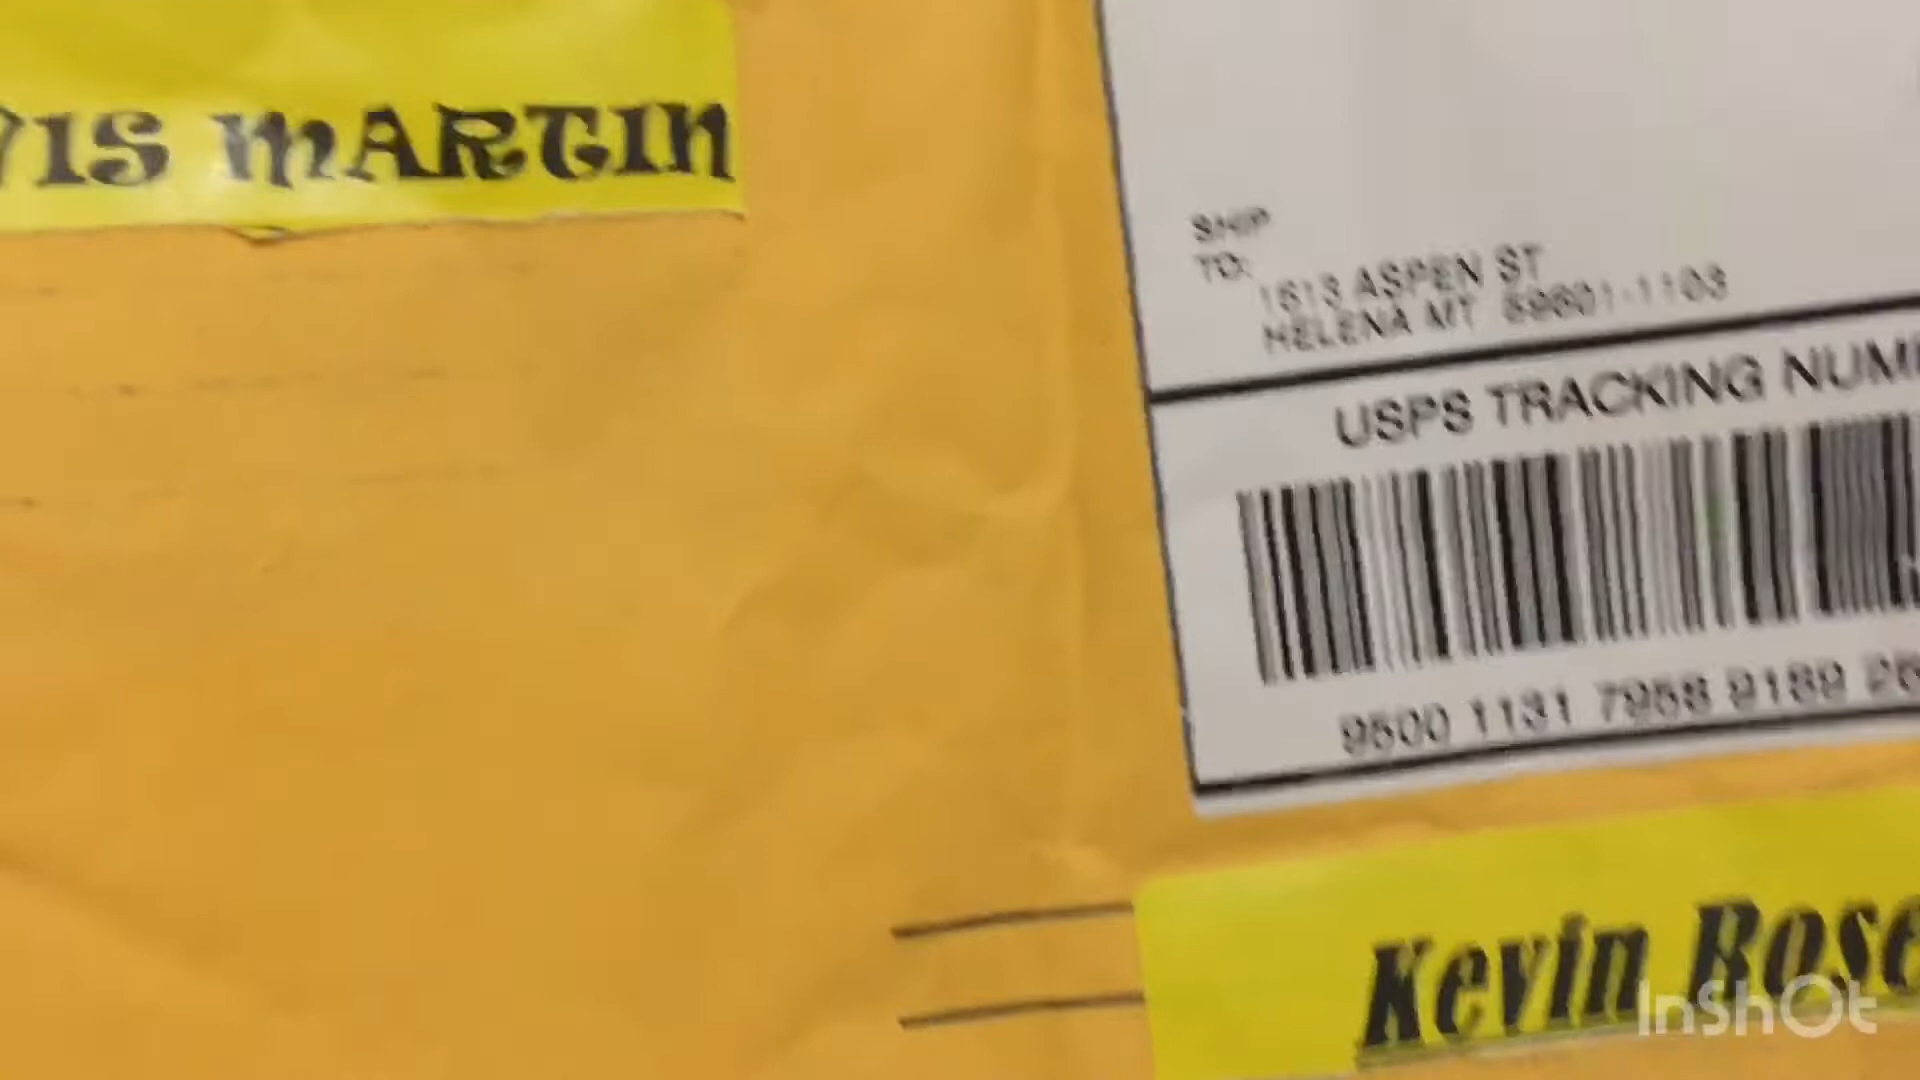 VIS MARTIN
SHIP
TO:
1613 ASPEN ST
HELENA MT 59601-1103
USPS TRACKING NUM
9500 1131 7958 9189 28
Kevin Rose
InShOt